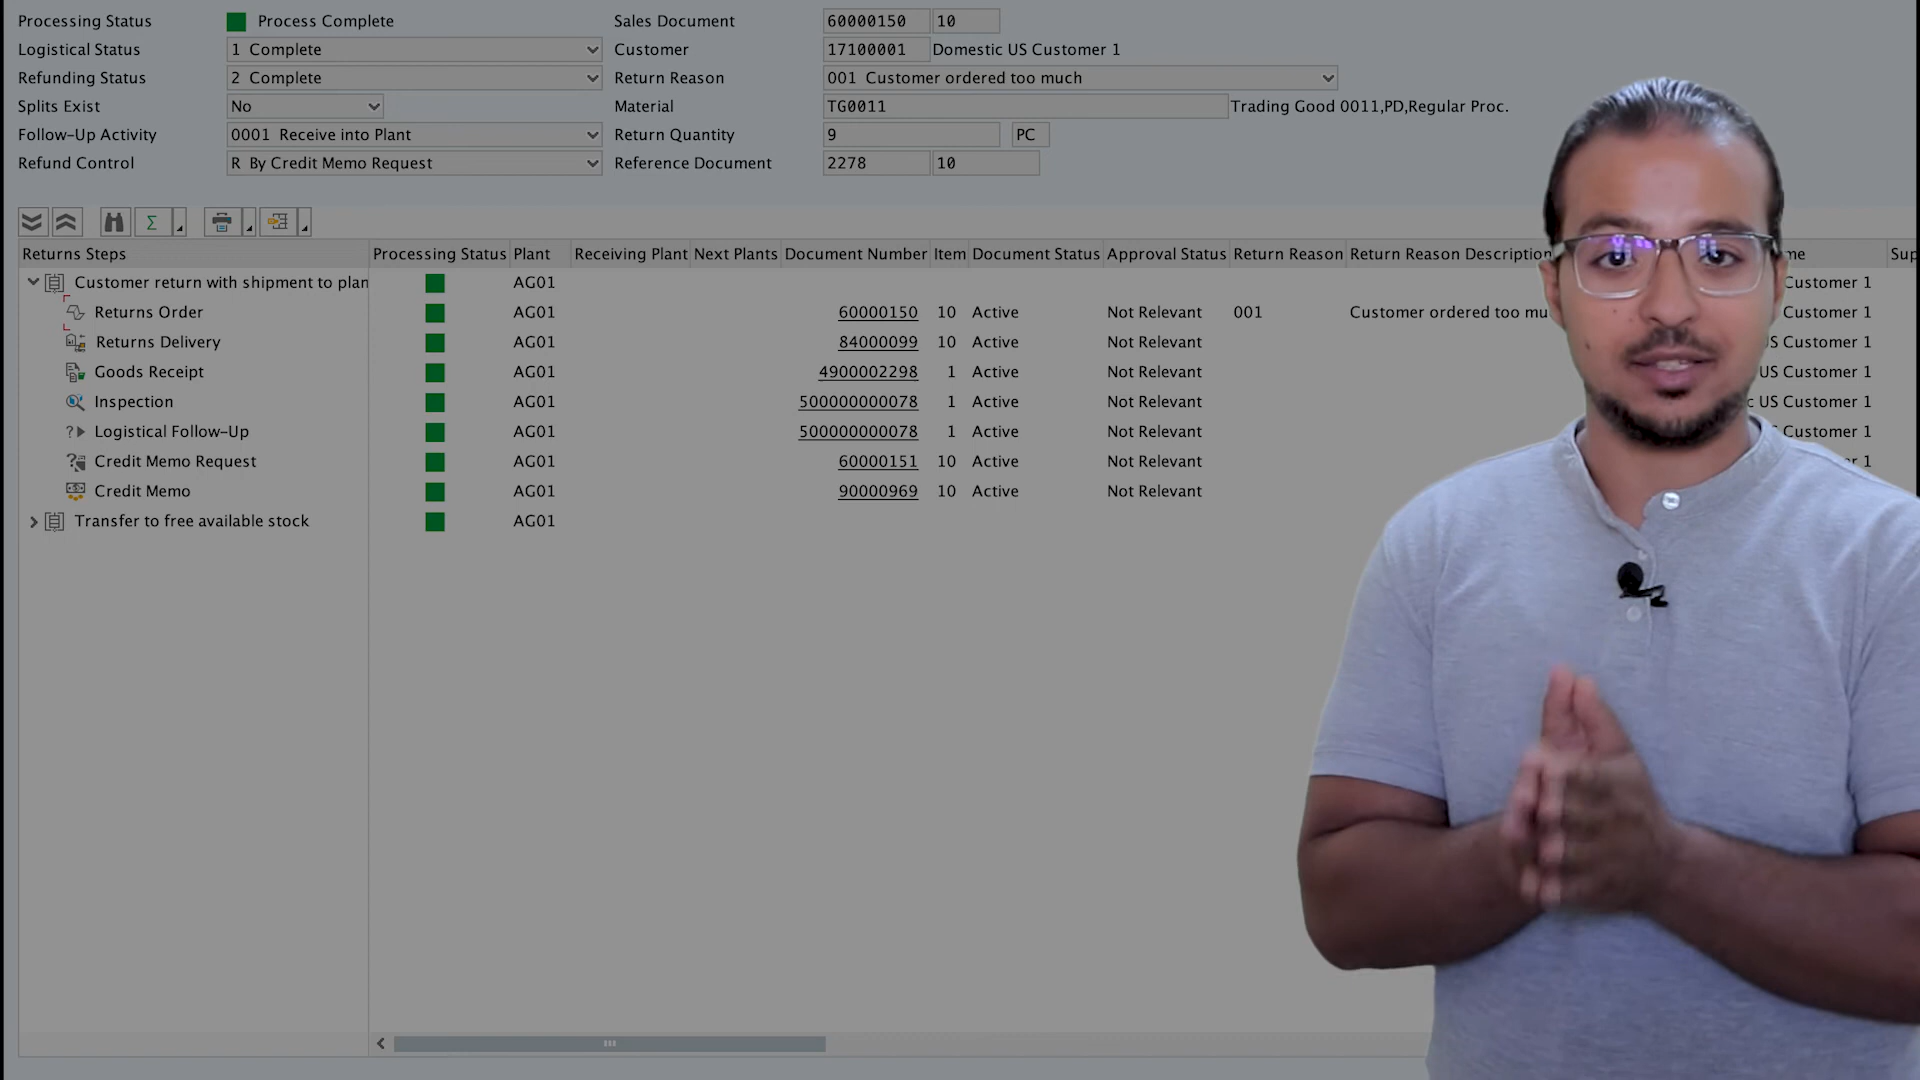 Processing Status Process Complete Sales Document 60000150 10
Logistical Status 1 Complete Customer 17100001 Domestic US Customer 1
Refunding Status 2 Complete Return Reason 001 Customer ordered too much
Splits Exist No Material TG0011 Trading Good 0011,PD,Regular Proc.
Follow-Up Activity 0001 Receive into Plant Return Quantity 9 PC
Refund Control R By Credit Memo Request Reference Document 2278 10
Returns Steps Processing Status Plant Receiving Plant Next Plants Document Number Item Document Status Approval Status Return Reason Return Reason Description
Customer return with shipment to plan AG01 Customer 1
Returns Order AG01 60000150 10 Active Not Relevant 001 Customer ordered too mu Customer 1
Returns Delivery AG01 84000099 10 Active Not Relevant US Customer 1
Goods Receipt AG01 4900002298 1 Active Not Relevant US Customer 1
Inspection AG01 500000000078 1 Active Not Relevant US Customer 1
Logistical Follow-Up AG01 500000000078 1 Active Not Relevant Customer 1
Credit Memo Request AG01 60000151 10 Active Not Relevant 1
Credit Memo AG01 90000969 10 Active Not Relevant
Transfer to free available stock AG01